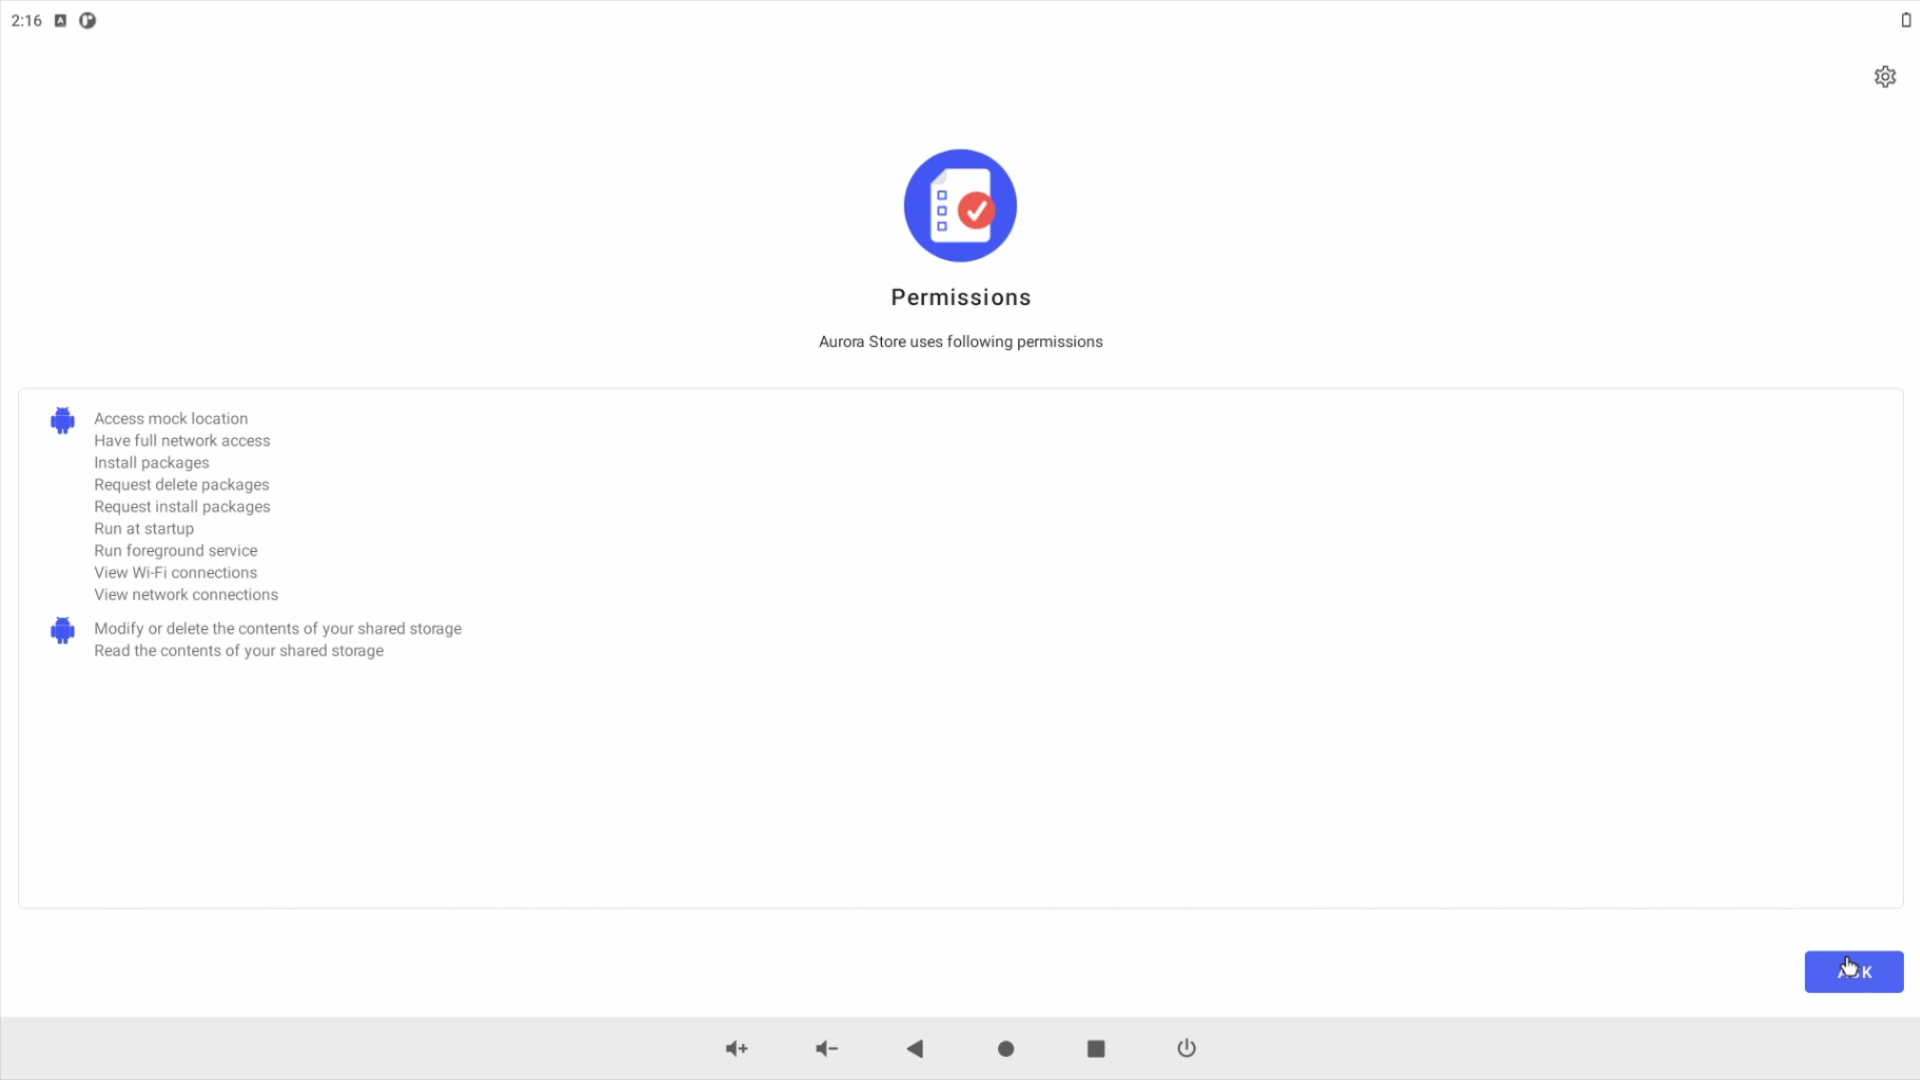 2:16
Permissions
Aurora Store uses following permissions
Access mock location
Have full network access
Install packages
Request delete packages
Request install packages
Run at startup
Run foreground service
View Wi-Fi connections
View network connections
Modify or delete the contents of your shared storage
Read the contents of your shared storage